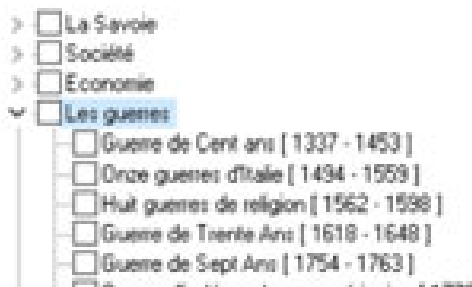 La Savoie
Société
Economie
Les guerres
Guerre de Cent ans [ 1337 - 1453 ]
Onze guerres d'Italie [ 1494 - 1559 ]
Huit guerres de religion [ 1562 - 1598 ]
Guerre de Trente Ans [ 1618 - 1648 ]
Guerre de Sept Ans [ 1754 - 1763 ]